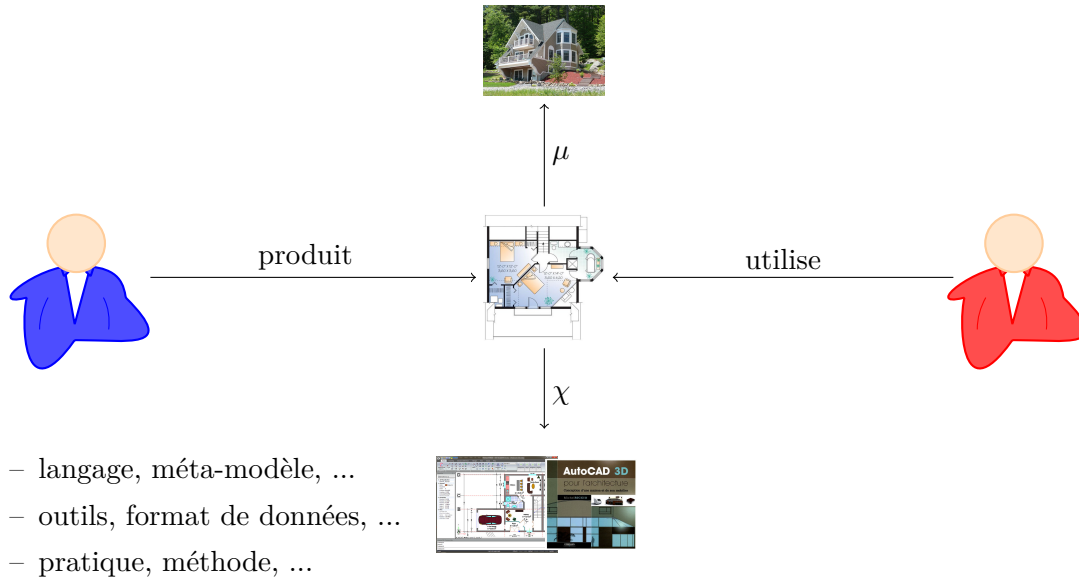 μ
produit
utilise
χ
– langage, méta-modèle, ...
– outils, format de données, ...
– pratique, méthode, ...
AutoCAD 3D
pour l'architecture